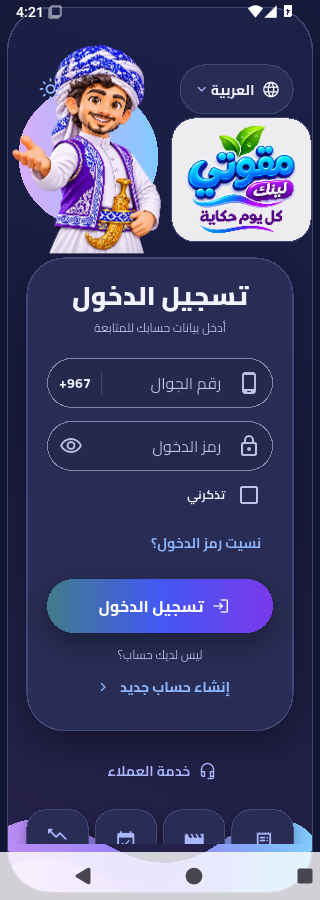 4:21
العربية
مقوتي
لينك
كل يوم حكاية
تسجيل الدخول
أدخل بيانات حسابك للمتابعة
رقم الجوال
+967
رمز الدخول
تذكرني
نسيت رمز الدخول؟
تسجيل الدخول
ليس لديك حساب؟
إنشاء حساب جديد
خدمة العملاء